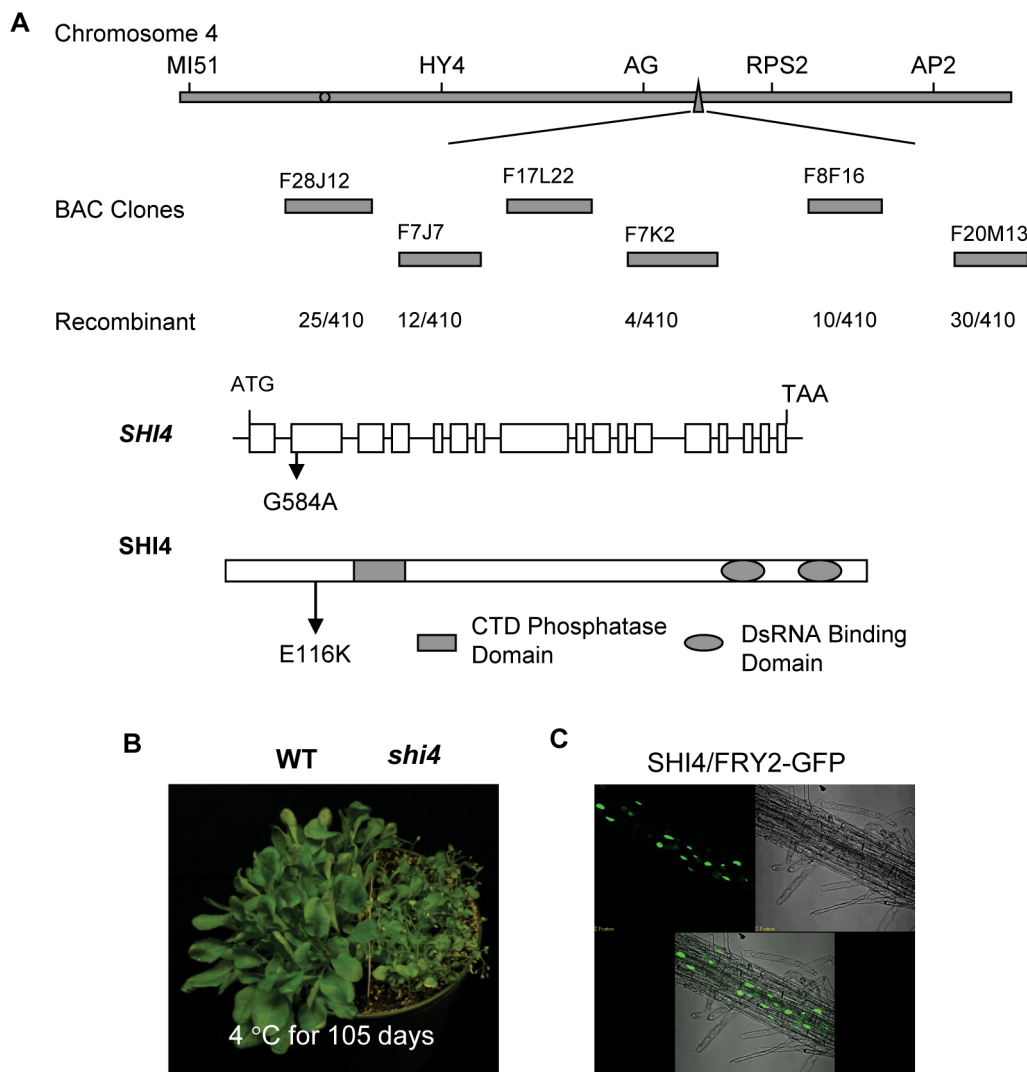 A
Chromosome 4
MI51 HY4 AG RPS2 AP2
F28J12 F17L22 F8F16
BAC Clones
F7J7 F7K2 F20M13
Recombinant 25/410 12/410 4/410 10/410 30/410
ATG TAA
SHI4
G584A
SHI4
E116K
CTD Phosphatase Domain
DsRNA Binding Domain
B
WT shi4
4 °C for 105 days
C
SHI4/FRY2-GFP